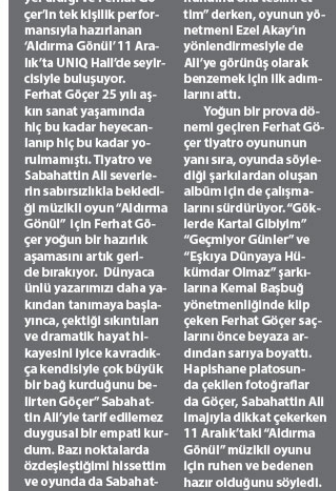 yer aldığı ve Ferhat Gö-
çer'in tek kişilik perfor-
mansıyla hazırlanan
'Aldırma Gönül' 11 Ara-
lık'ta UNIQ Hall'de seyir-
cisiyle buluşuyor.
Ferhat Göçer 25 yılı aş-
kın sanat yaşamında
hiç bu kadar heyecan-
lanıp hiç bu kadar yo-
rulmamıştı. Tiyatro ve
Sabahattin Ali severle-
rin sabırsızlıkla bekledi-
ği müzikli oyun "Aldırma
Gönül" için Ferhat Gö-
çer yoğun bir hazırlık
aşamasını artık geri-
de bırakıyor. Dünyaca
ünlü yazarımızı daha ya-
kından tanımaya başla-
yınca, çektiği sıkıntıları
ve dramatik hayat hi-
kayesini iyice kavradık-
ça kendisiyle çok büyük
bir bağ kurduğunu be-
lirten Göçer" Sabahat-
tin Ali'yle tarif edilemez
duygusal bir empati kur-
dum. Bazı noktalarda
özdeşleştiğimi hissettim
ve oyunda da Sabahat-
tim" derken, oyunun yö-
netmeni Ezel Akay'ın
yönlendirmesiyle de
Ali'ye görünüş olarak
benzemek için ilk adım-
larını attı.
Yoğun bir prova dö-
nemi geçiren Ferhat Gö-
çer tiyatro oyununun
yanı sıra, oyunda söyle-
diği şarkılardan oluşan
albüm için de çalışma-
larını sürdürüyor. "Gök-
lerde Kartal Gibiyim"
"Geçmiyor Günler" ve
"Eşkıya Dünyaya Hü-
kümdar Olmaz" şarkı-
larına Kemal Başbuğ
yönetmenliğinde klip
çeken Ferhat Göçer saç-
larını önce beyaza ar-
dından sarıya boyattı.
Hapishane platosun-
da çekilen fotoğraflar
da Göçer, Sabahattin Ali
imajıyla dikkat çekerken
11 Aralık'taki "Aldırma
Gönül" müzikli oyunu
için ruhen ve bedenen
hazır olduğunu söyledi.